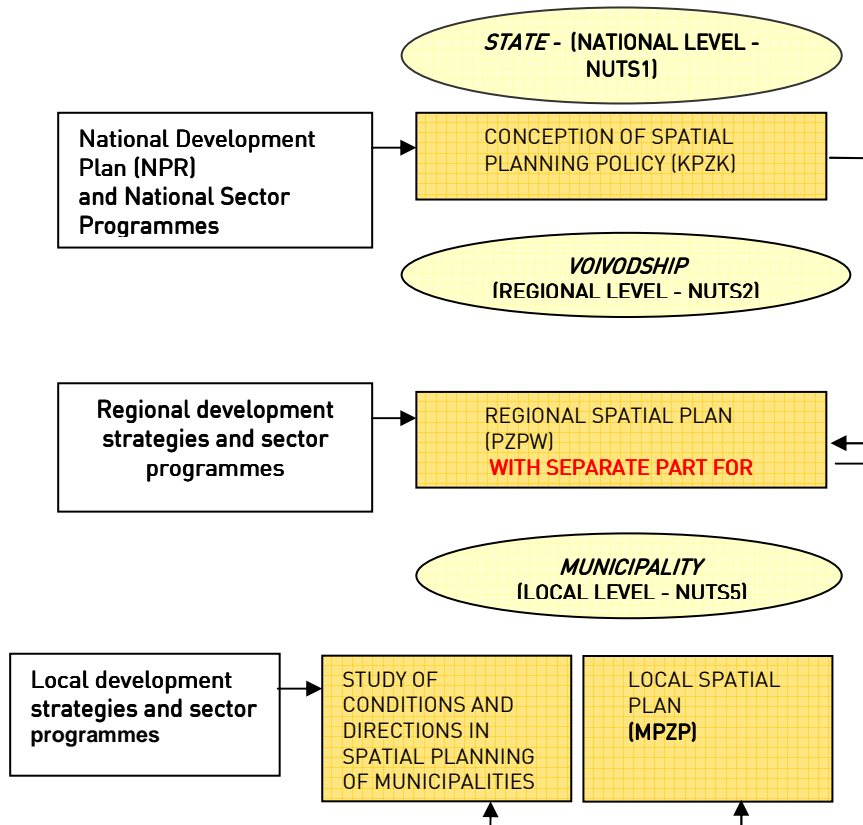 STATE - (NATIONAL LEVEL -
NUTS1)
National Development
Plan (NPR)
and National Sector
Programmes
CONCEPTION OF SPATIAL
PLANNING POLICY (KPZK)
VOIVODSHIP
(REGIONAL LEVEL - NUTS2)
Regional development
strategies and sector
programmes
REGIONAL SPATIAL PLAN
(PZPW)
WITH SEPARATE PART FOR
MUNICIPALITY
(LOCAL LEVEL - NUTS5)
Local development
strategies and sector
programmes
STUDY OF
CONDITIONS AND
DIRECTIONS IN
SPATIAL PLANNING
OF MUNICIPALITIES
LOCAL SPATIAL
PLAN
(MPZP)